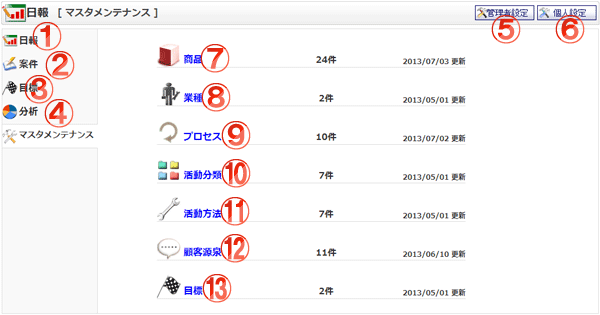 日報 [ マスタメンテナンス ]
管理者設定 個人設定
⑤ ⑥
日報 ①
案件 ②
目標 ③
分析 ④
マスタメンテナンス
商品 ⑦ 24件 2013/07/03 更新
業種 ⑧ 2件 2013/05/01 更新
プロセス ⑨ 10件 2013/07/02 更新
活動分類 ⑩ 7件 2013/05/01 更新
活動方法 ⑪ 7件 2013/05/01 更新
顧客源泉 ⑫ 11件 2013/06/10 更新
目標 ⑬ 2件 2013/05/01 更新